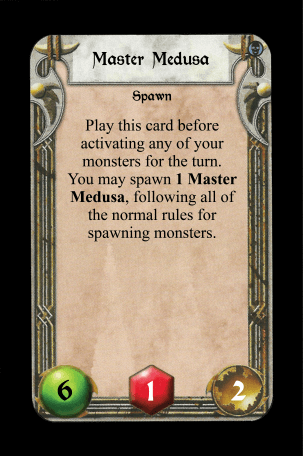 Master Medusa
Spawn
Play this card before
activating any of your
monsters for the turn.
You may spawn 1 Master
Medusa, following all of
the normal rules for
spawning monsters.
6
1
2